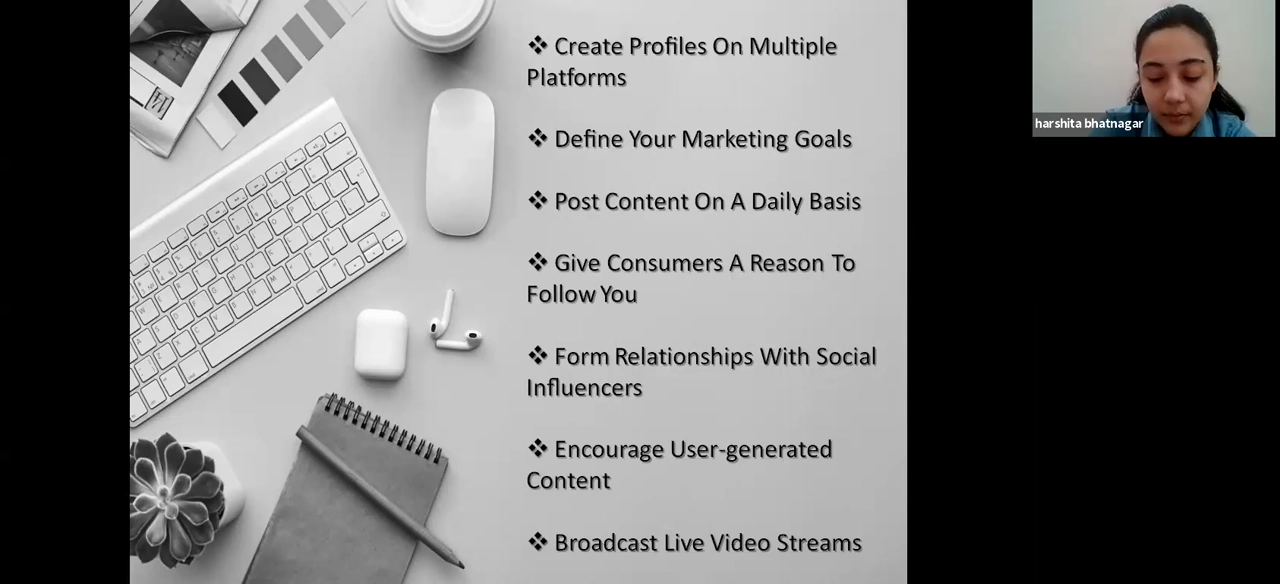 ❖ Create Profiles On Multiple
Platforms
❖ Define Your Marketing Goals
❖ Post Content On A Daily Basis
❖ Give Consumers A Reason To
Follow You
❖ Form Relationships With Social
Influencers
❖ Encourage User-generated
Content
❖ Broadcast Live Video Streams
harshita bhatnagar